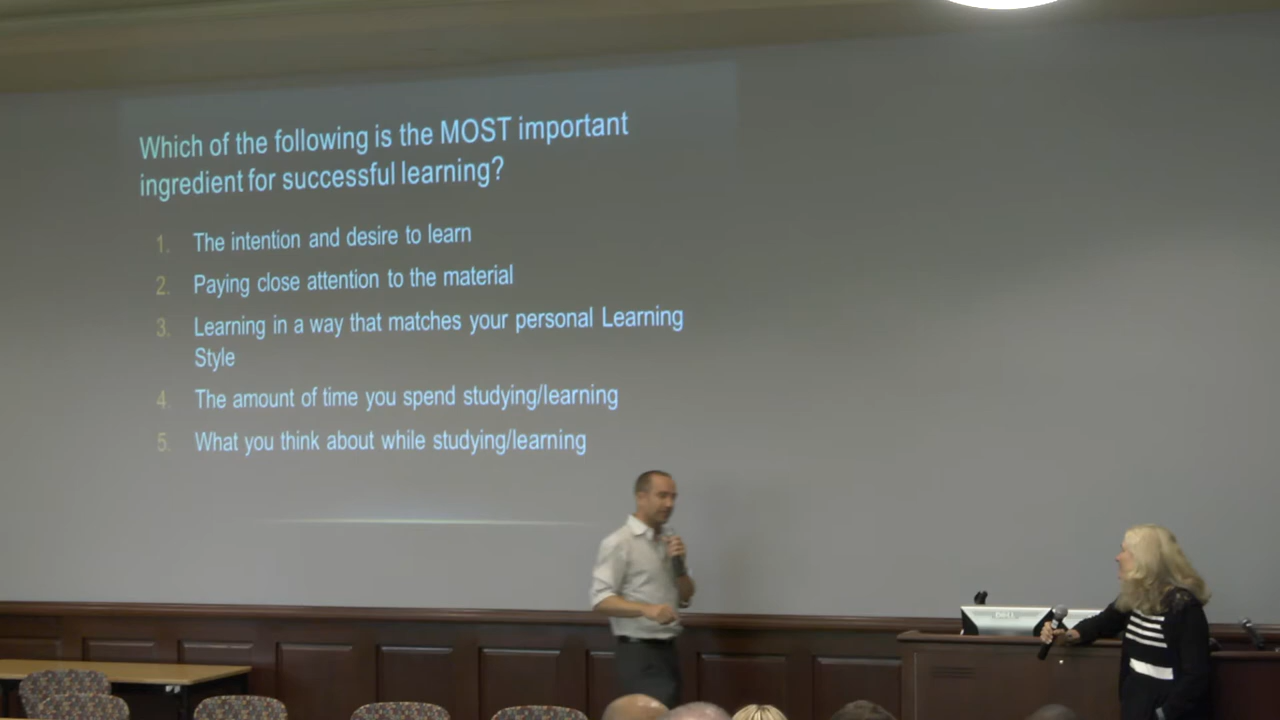 Which of the following is the MOST important
ingredient for successful learning?
1. The intention and desire to learn
2. Paying close attention to the material
3. Learning in a way that matches your personal Learning
Style
4. The amount of time you spend studying/learning
5. What you think about while studying/learning
DELL